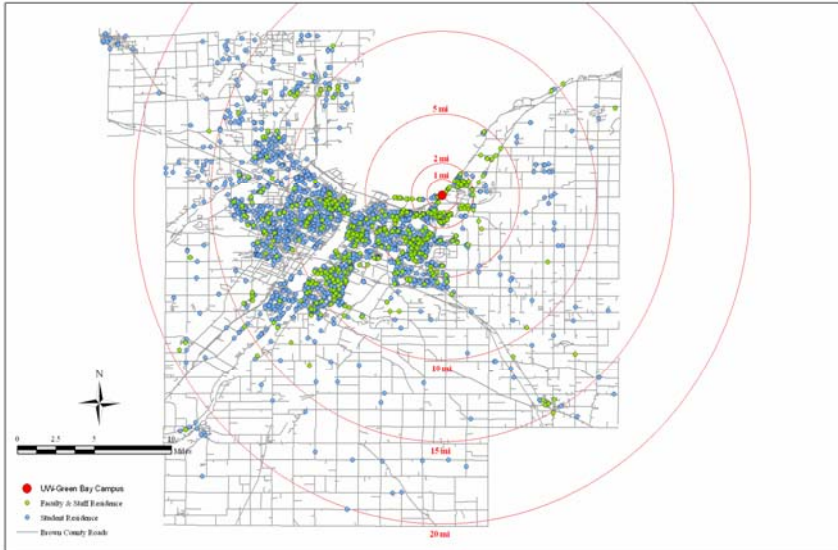 5 mi
2 mi
1 mi
10 mi
15 mi
20 mi
N
0 2.5 5 10
Miles
UW-Green Bay Campus
Faculty & Staff Residence
Student Residence
Brown County Roads